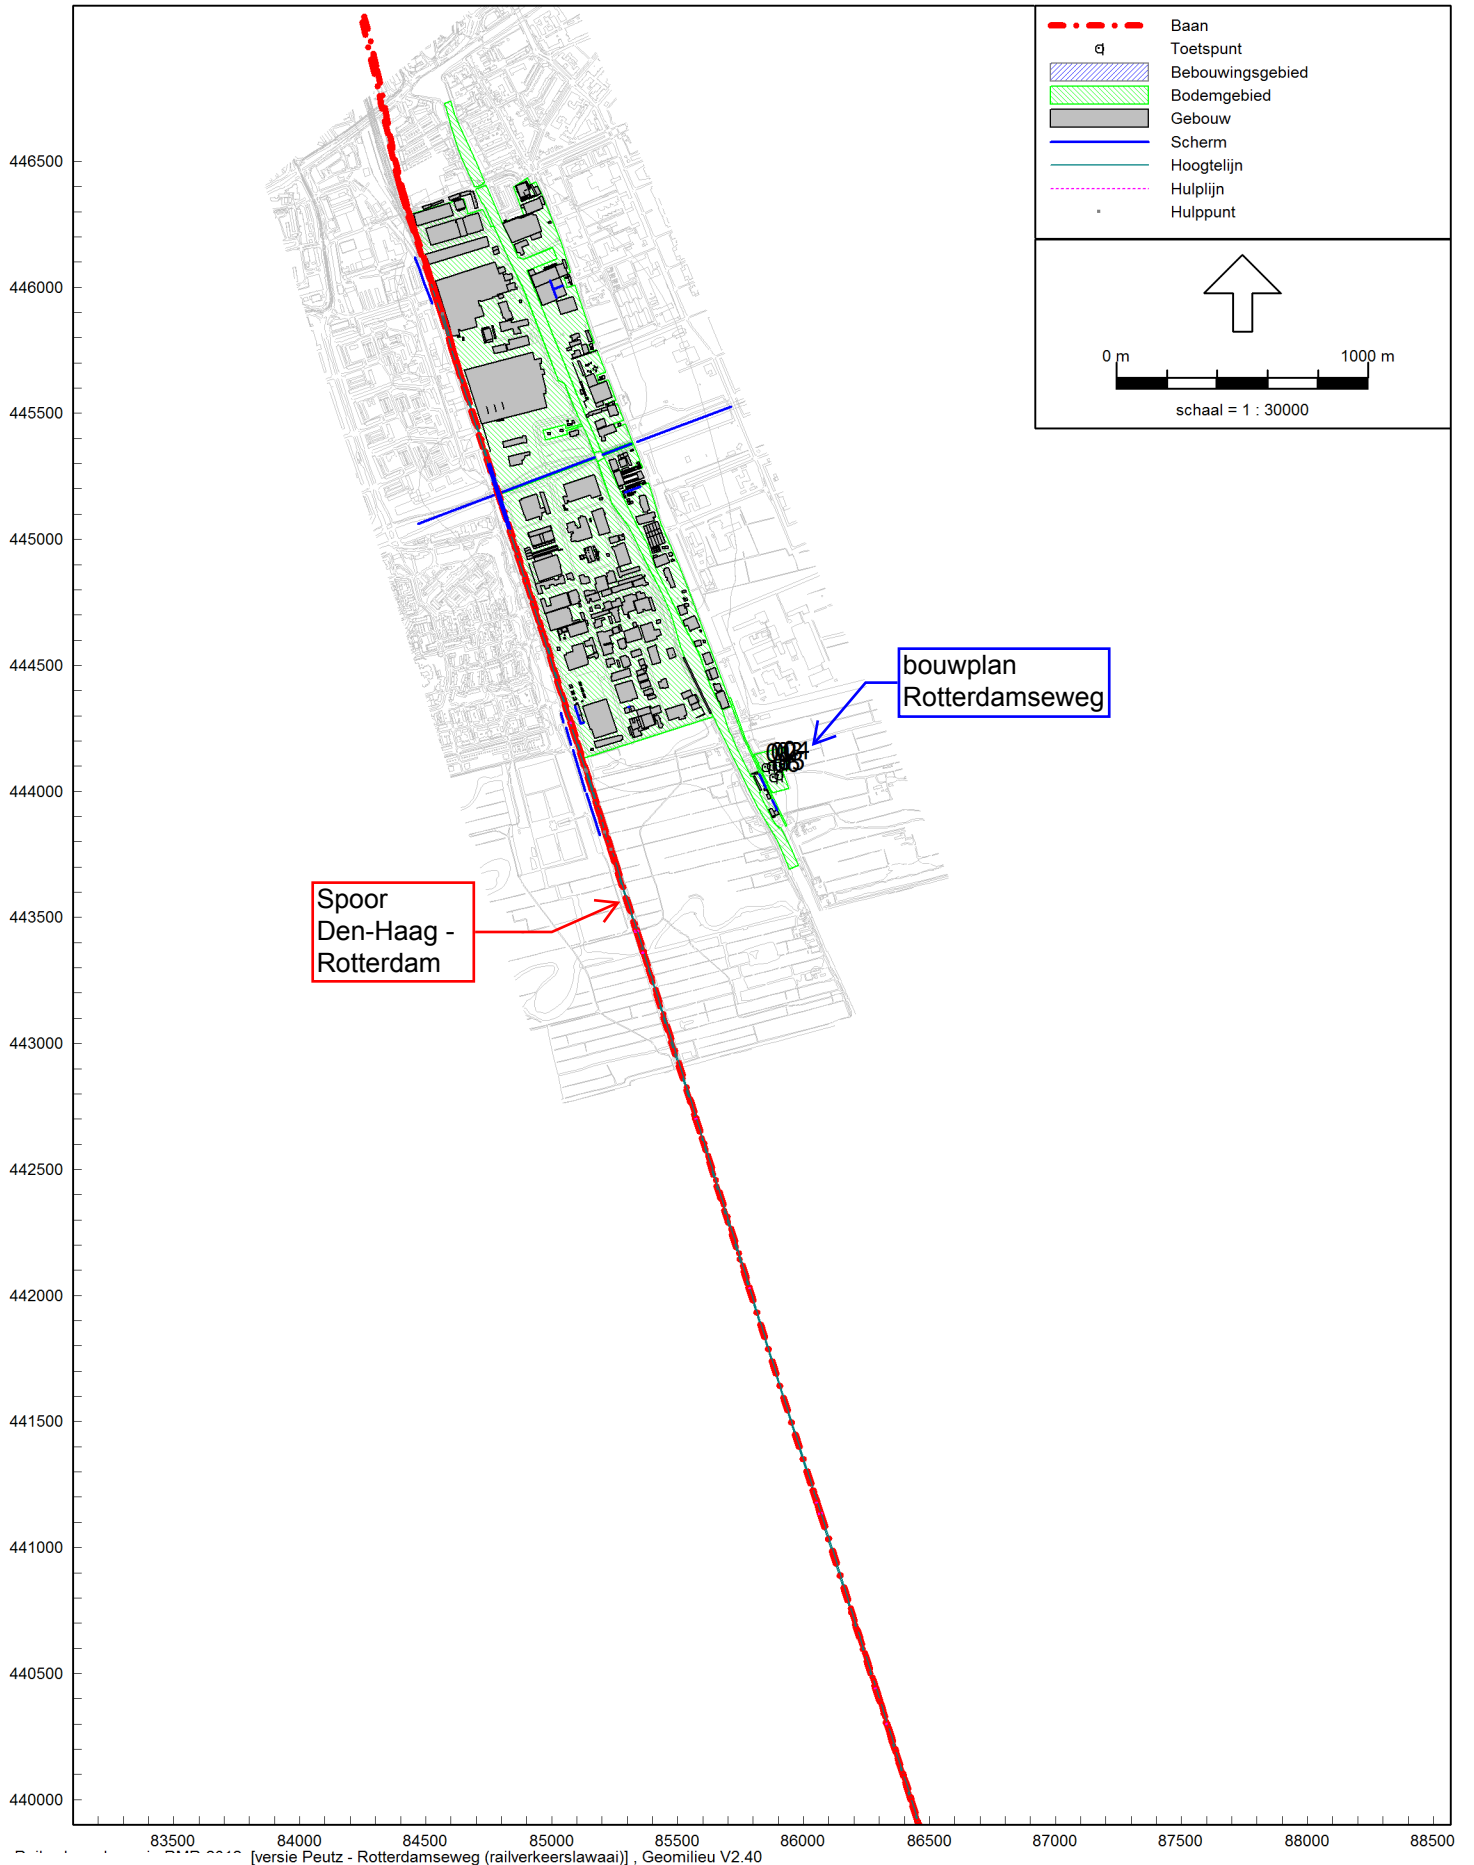 Baan
Toetspunt
Bebouwingsgebied
Bodemgebied
Gebouw
Scherm
Hoogtelijn
Hulplijn
Hulppunt
0 m
1000 m
schaal = 1 : 30000
446500
446000
445500
445000
444500
444000
443500
443000
442500
442000
441500
441000
440500
440000
bouwplan
Rotterdamseweg
Spoor
Den-Haag -
Rotterdam
83500
84000
84500
85000
85500
86000
86500
87000
87500
88000
88500
[versie Peutz - Rotterdamseweg (railverkeerslawaai)] , Geomilieu V2.40